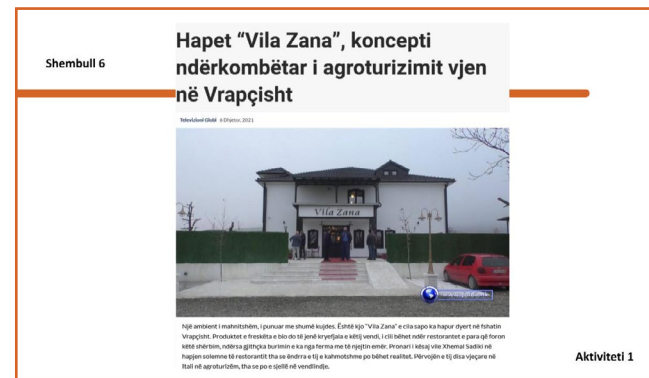 Shembull 6
Hapet “Vila Zana”, koncepti
ndërkombëtar i agroturizimit vjen
në Vrapçisht
Televizioni Globi 6 Dhjetor, 2021
Vila Zana
Një ambient i mahnitshëm, i punuar me shumë kujdes. Është kjo “Vila Zana” e cila sapo ka hapur dyert në fshatin
Vrapçisht. Produktet e freskëta e bio do të jenë kryefjala e këtij vendi, i cili bëhet ndër restorantet e para që foron
këtë shërbim, ndërsa gjithçka burimin e ka nga ferma me të njejtin emër. Pronari i kësaj vile Xhemal Sadiki në
hapjen solemne të restorantit tha se ëndrra e tij e kahmotshme po bëhet realitet. Përvojën e tij disa vjeçare në
Itali në agroturizëm, tha se po e sjellë në vendlindje.
Aktiviteti 1